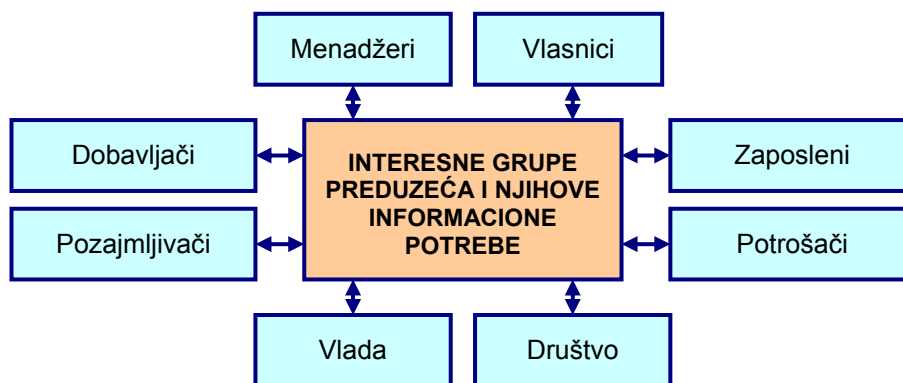 Menadžeri
Vlasnici
Dobavljači
INTERESNE GRUPE
PREDUZEĆA I NJIHOVE
INFORMACIONE
POTREBE
Zaposleni
Pozajmljivači
Potrošači
Vlada
Društvo